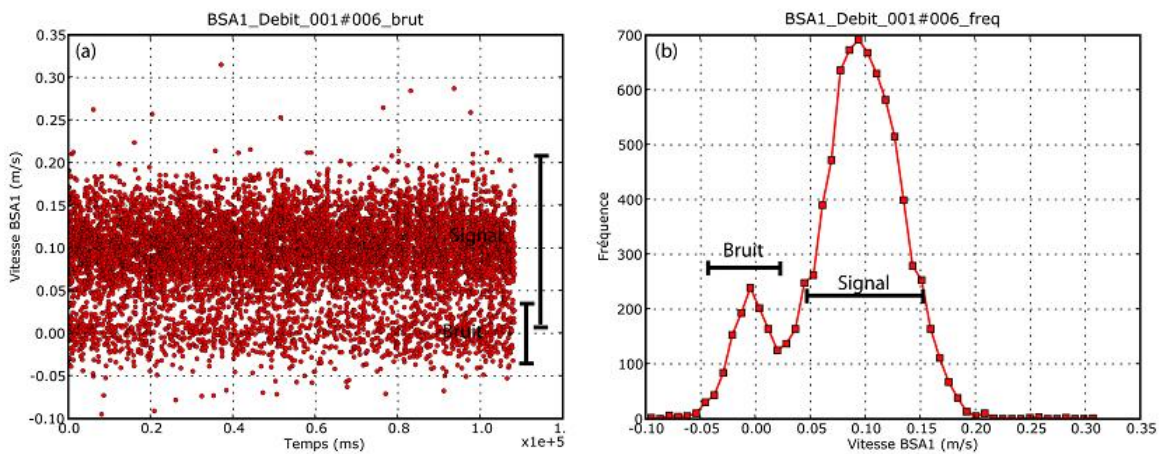 BSA1_Debit_001#006_brut
(a)
0.35
0.30
0.25
0.20
0.15
0.10
0.05
0.00
-0.05
-0.10
Vitesse BSA1 (m/s)
Signal
Bruit
0.0 0.2 0.4 0.6 0.8 1.0 1.
Temps (ms)
x1e+5
BSA1_Debit_001#006_freq
(b)
700
600
500
400
300
200
100
0
Fréquence
Bruit
Signal
-0.10 -0.05 0.00 0.05 0.10 0.15 0.20 0.25 0.30 0.35
Vitesse BSA1 (m/s)